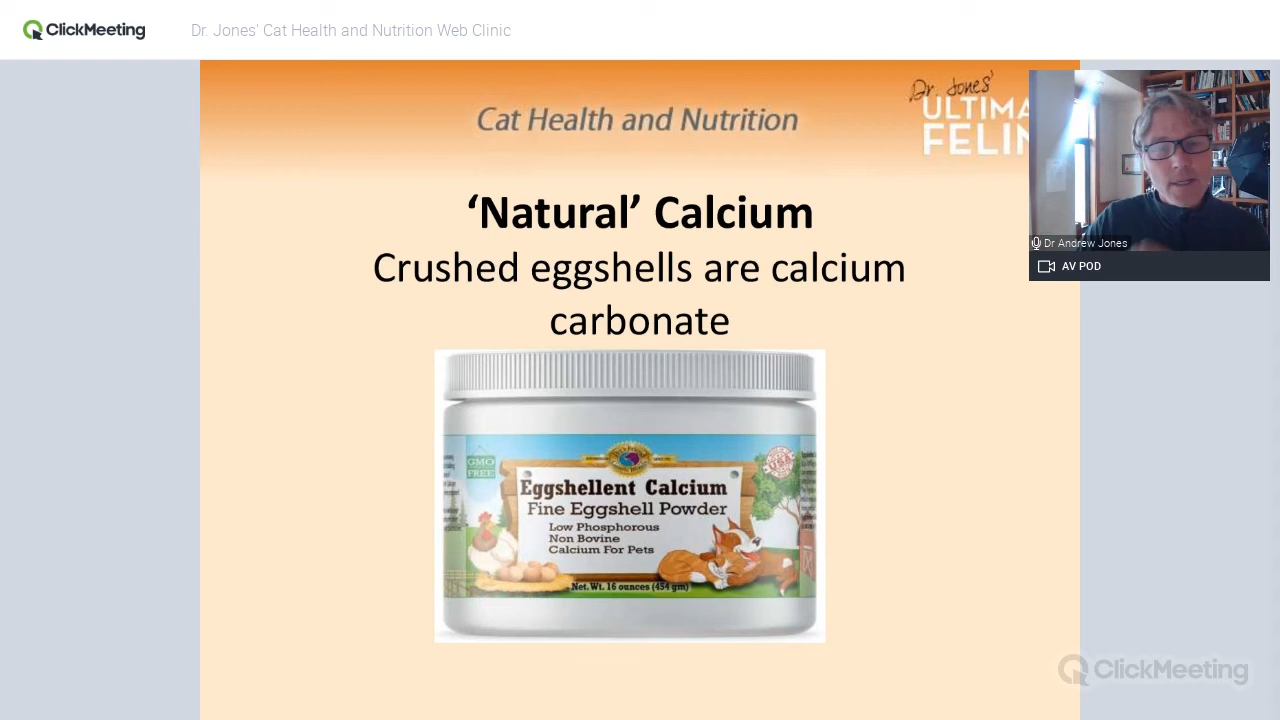 ClickMeeting
Dr. Jones' Cat Health and Nutrition Web Clinic
Dr. Jones'
ULTIMA
FELIN
Cat Health and Nutrition
‘Natural’ Calcium
Crushed eggshells are calcium
carbonate
GMO
FREE
Eggshellent Calcium
Fine Eggshell Powder
Low Phosphorous
Non Bovine
Calcium For Pets
Net. Wt. 16 ounces (454 gm)
Dr Andrew Jones
AV POD
ClickMeeting